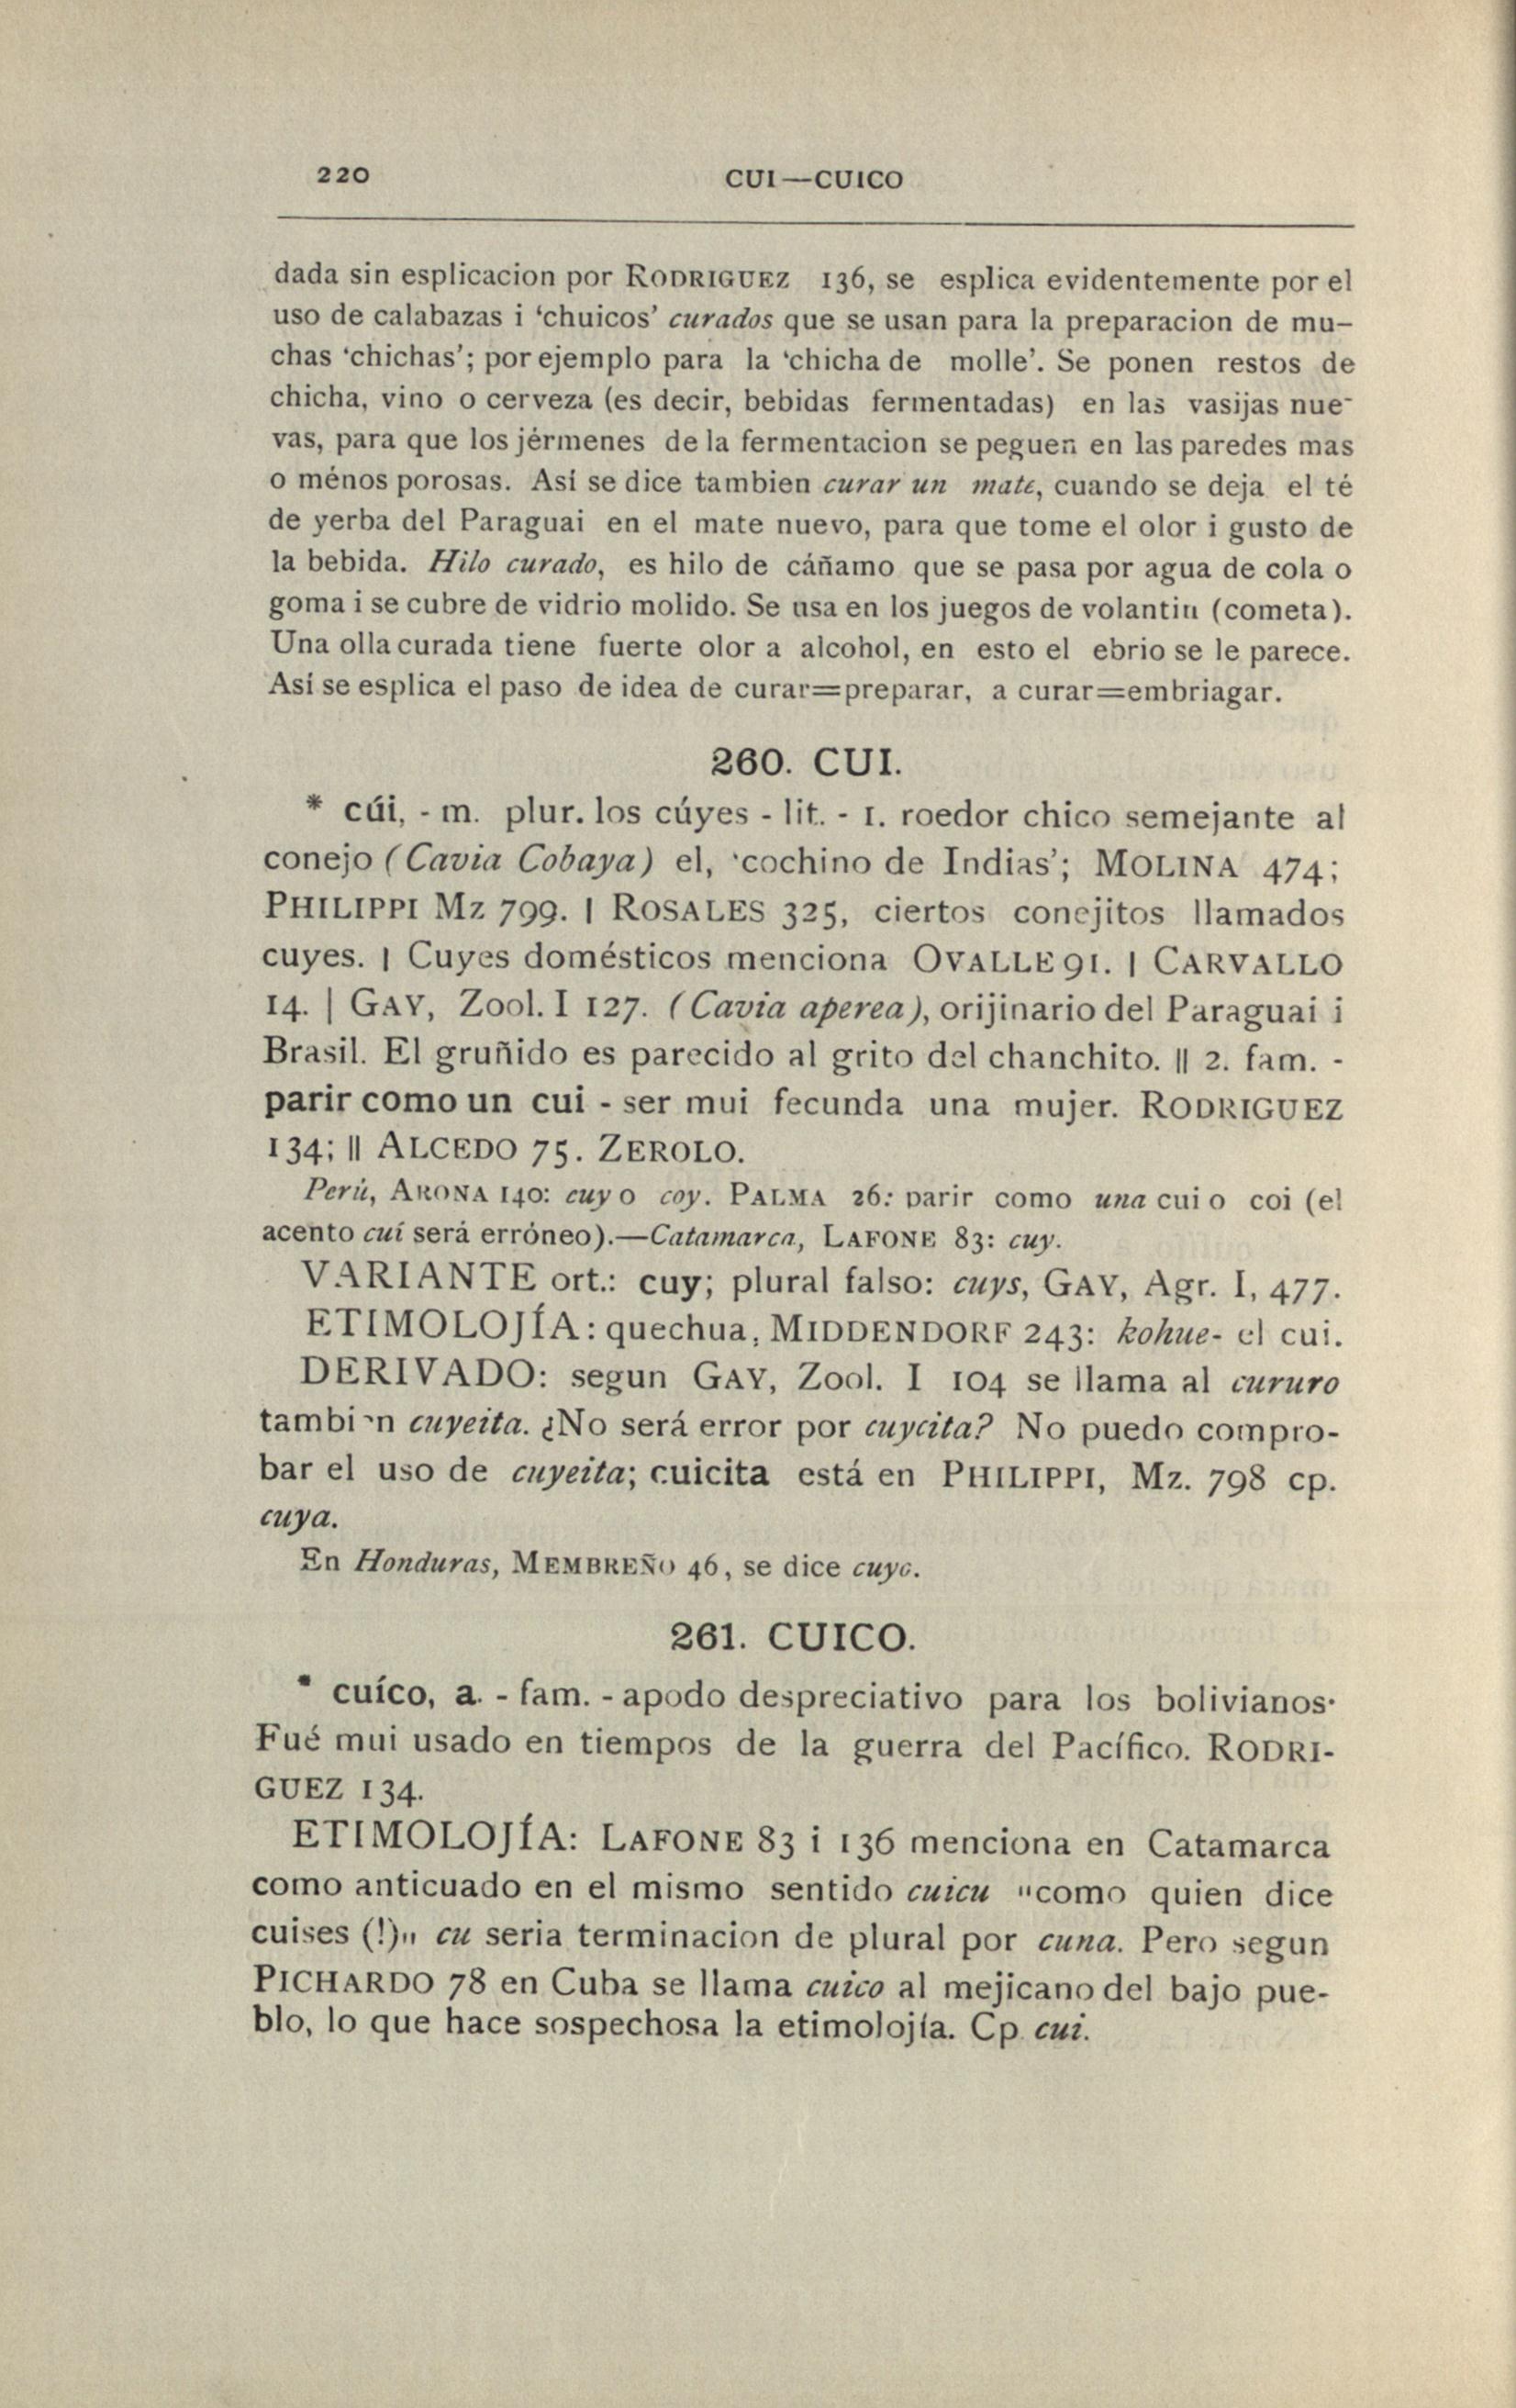 220
CUI—CUICO
dada sin esplicacion por RODRIGUEZ 136, se esplica evidentemente por el
uso de calabazas i ‘chuicos’ curados que se usan para la preparacion de mu-
chas ‘chichas’; por ejemplo para la ‘chicha de molle’. Se ponen restos de
chicha, vino o cerveza (es decir, bebidas fermentadas) en las vasijas nue-
vas, para que los jérmenes de la fermentacion se peguen en las paredes mas
o ménos porosas. Así se dice tambien curar un mate, cuando se deja el té
de yerba del Paraguai en el mate nuevo, para que tome el olor i gusto de
la bebida. Hilo curado, es hilo de cáñamo que se pasa por agua de cola o
goma i se cubre de vidrio molido. Se usa en los juegos de volantin (cometa).
Una olla curada tiene fuerte olor a alcohol, en esto el ebrio se le parece.
Así se esplica el paso de idea de curar=preparar, a curar=embriagar.
260. CUI.
* cúi, - m. plur. los cúyes - lit. - 1. roedor chico semejante al
conejo (Cavia Cobaya) el, ‘cochino de Indias’; MOLINA 474;
PHILIPPI Mz 799. | ROSALES 325, ciertos conejitos llamados
cuyes. | Cuyes domésticos menciona OVALLE 91. | CARVALLO
14. | GAY, Zool. I 127. (Cavia aperea), orijinario del Paraguai i
Brasil. El gruñido es parecido al grito del chanchito. || 2. fam. -
parir como un cui - ser mui fecunda una mujer. RODRIGUEZ
134; || ALCEDO 75. ZEROLO.
Perú, ARONA 140: cuy o coy. PALMA 26: parir como una cui o coi (el
acento cuí será erróneo).—Catamarca, LAFONE 83: cuy.
VARIANTE ort.: cuy; plural falso: cuys, GAY, Agr. I, 477.
ETIMOLOJÍA: quechua, MIDDENDORF 243: kohue- el cui.
DERIVADO: segun GAY, Zool. I 104 se llama al cururo
tambien cuyeita. ¿No será error por cuycita? No puedo compro-
bar el uso de cuyeita; cuicita está en PHILIPPI, Mz. 798 cp.
cuya.
En Honduras, MEMBREÑO 46, se dice cuyo.
261. CUICO.
* cuíco, a. - fam. - apodo despreciativo para los bolivianos.
Fué mui usado en tiempos de la guerra del Pacífico. RODRI-
GUEZ 134.
ETIMOLOJÍA: LAFONE 83 i 136 menciona en Catamarca
como anticuado en el mismo sentido cuicu "como quien dice
cuises (!)" cu seria terminacion de plural por cuna. Pero segun
PICHARDO 78 en Cuba se llama cuico al mejicano del bajo pue-
blo, lo que hace sospechosa la etimolojía. Cp. cui.